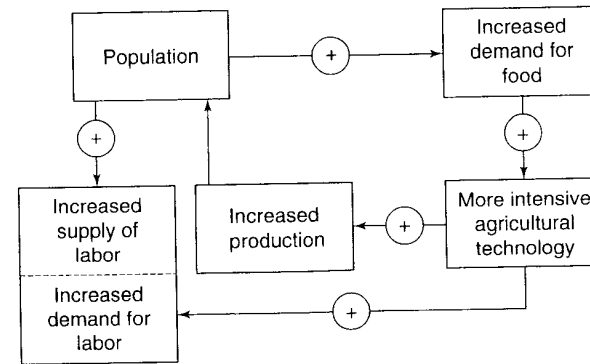 Population
+
Increased
demand for
food
+
+
Increased
supply of
labor
Increased
production
+
More intensive
agricultural
technology
Increased
demand for
labor
+